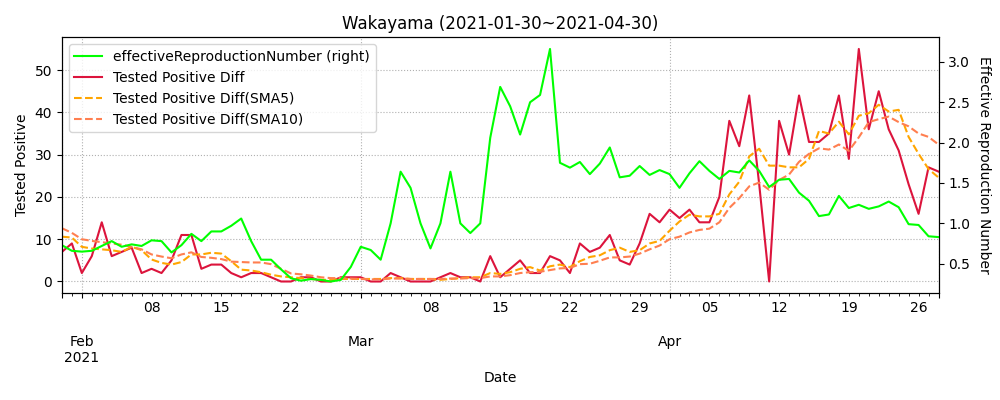 Wakayama (2021-01-30~2021-04-30)
effectiveReproductionNumber (right)
Tested Positive Diff
Tested Positive Diff(SMA5)
Tested Positive Diff(SMA10)
Tested Positive
50
40
30
20
10
0
3.0
2.5
2.0
1.5
1.0
0.5
Effective Reproduction Number
08 15 22 08 15 22 29 05 12 19 26
Feb Mar Apr
2021
Date